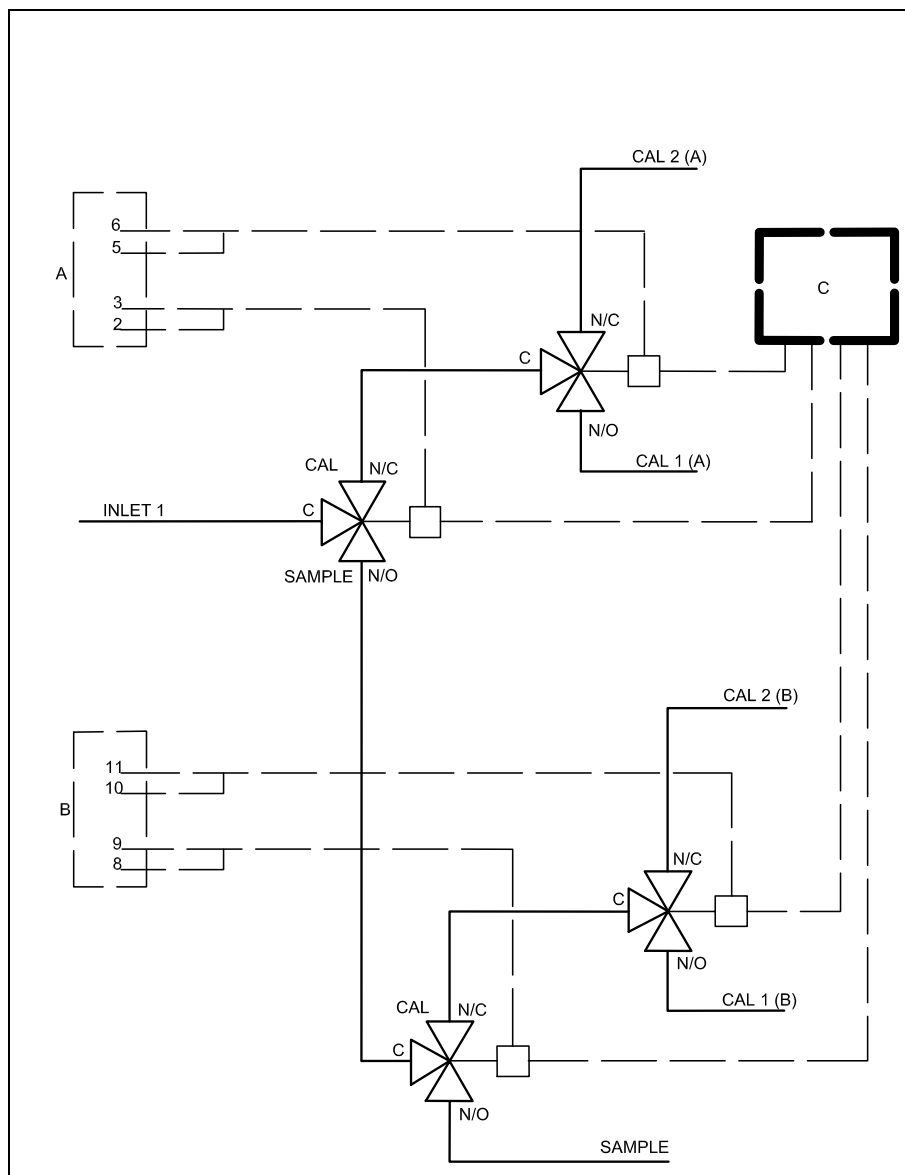 CAL 2 (A)
6
5
A
3
2
C
N/C
C
N/O
CAL 1 (A)
CAL
N/C
C
INLET 1
SAMPLE
N/O
CAL 2 (B)
11
10
B
9
8
N/C
C
N/O
CAL 1 (B)
CAL
N/C
C
N/O
SAMPLE